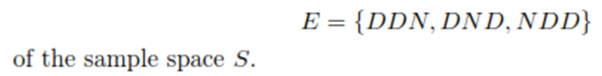 E = {DDN, DND, NDD}
of the sample space S.